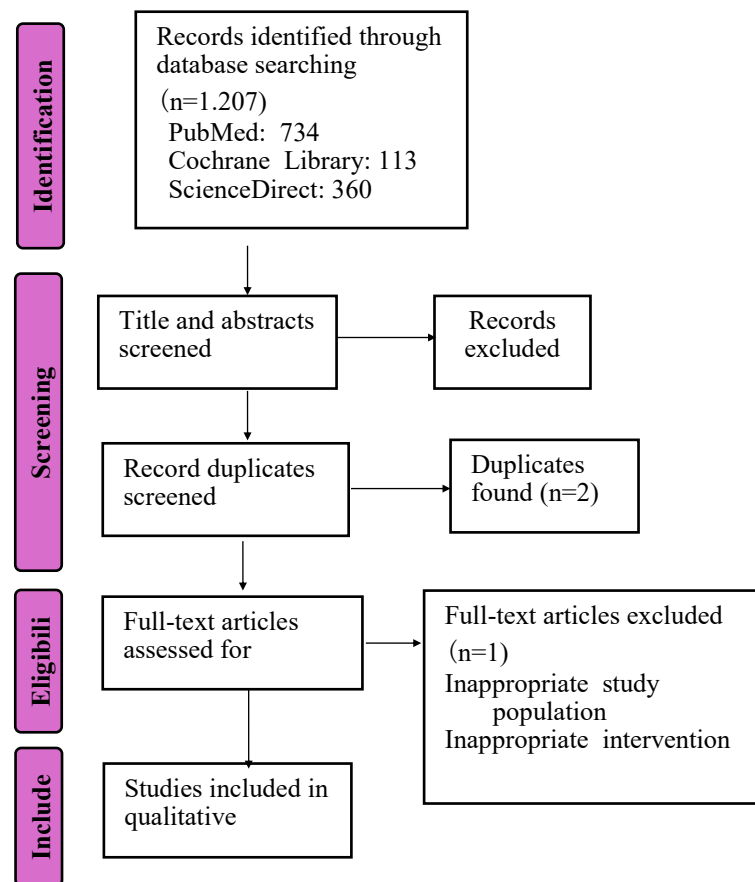 Identification
Records identified through
database searching
(n=1.207)
PubMed: 734
Cochrane Library: 113
ScienceDirect: 360
Screening
Title and abstracts
screened
Records
excluded
Record duplicates
screened
Duplicates
found (n=2)
Eligibili
Full-text articles
assessed for
Full-text articles excluded
(n=1)
Inappropriate study
population
Inappropriate intervention
Include
Studies included in
qualitative